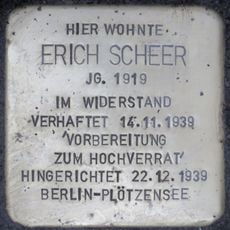 HIER WOHNTE
ERICH SCHEER
JG. 1919
IM WIDERSTAND
VERHAFTET 14.11.1939
'VORBEREITUNG
ZUM HOCHVERRAT'
HINGERICHTET 22.12.1939
BERLIN-PLÖTZENSEE